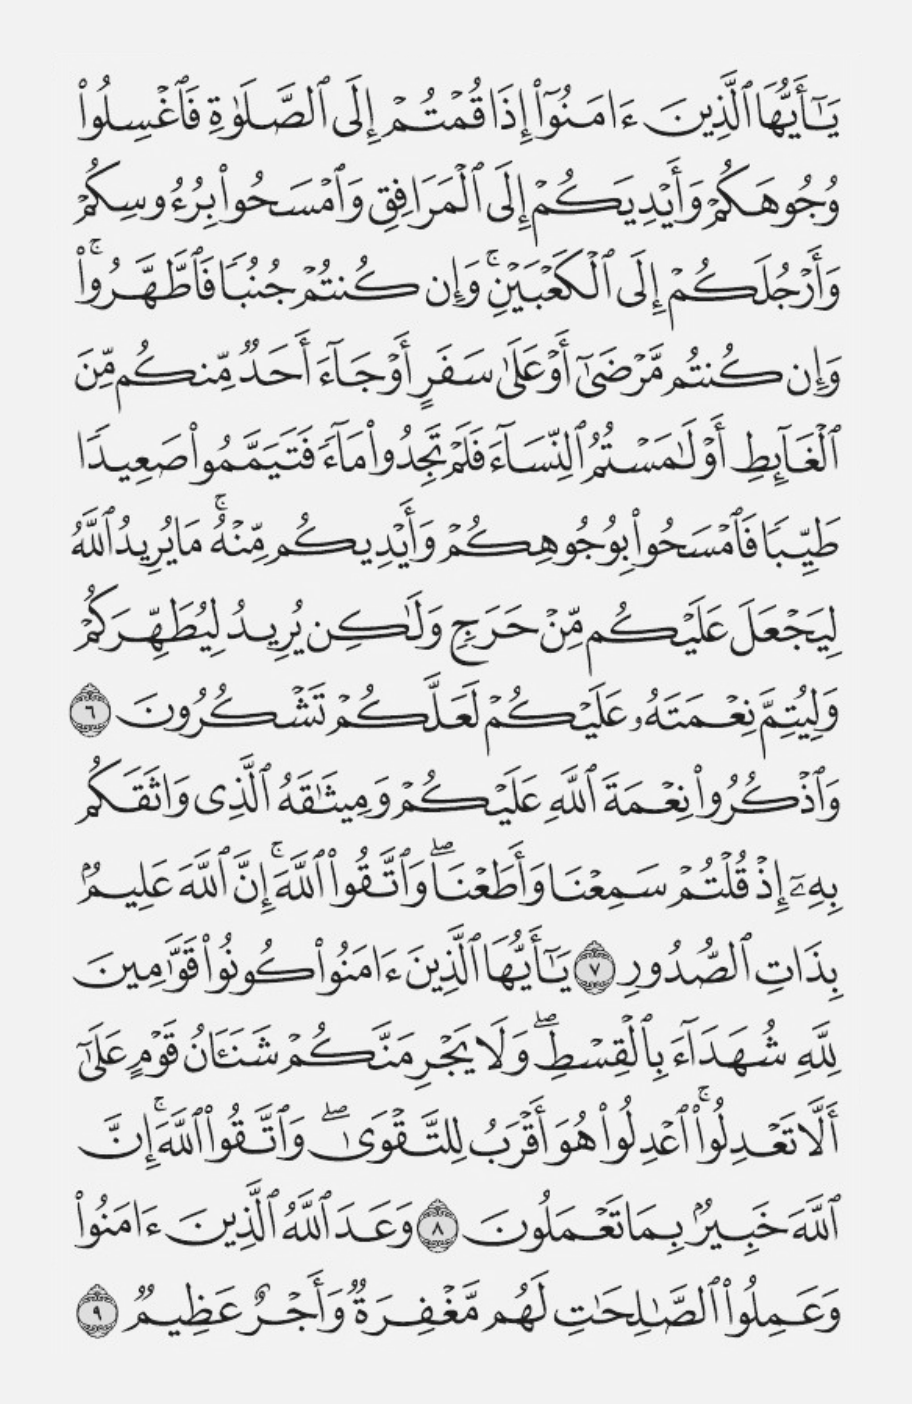 يَـٰٓأَيُّهَا ٱلَّذِينَ ءَامَنُوٓا۟ إِذَا قُمْتُمْ إِلَى ٱلصَّلَوٰةِ فَٱغْسِلُوا۟
وُجُوهَكُمْ وَأَيْدِيَكُمْ إِلَى ٱلْمَرَافِقِ وَٱمْسَحُوا۟ بِرُءُوسِكُمْ
وَأَرْجُلَكُمْ إِلَى ٱلْكَعْبَيْنِ ۚ وَإِن كُنتُمْ جُنُبًا فَٱطَّهَّرُوا۟ ۚ
وَإِن كُنتُم مَّرْضَىٰٓ أَوْ عَلَىٰ سَفَرٍ أَوْ جَآءَ أَحَدٌ مِّنكُم مِّنَ
ٱلْغَآئِطِ أَوْ لَـٰمَسْتُمُ ٱلنِّسَآءَ فَلَمْ تَجِدُوا۟ مَآءً فَتَيَمَّمُوا۟ صَعِيدًا
طَيِّبًا فَٱمْسَحُوا۟ بِوُجُوهِكُمْ وَأَيْدِيكُم مِّنْهُ ۚ مَا يُرِيدُ ٱللَّهُ
لِيَجْعَلَ عَلَيْكُم مِّنْ حَرَجٍ وَلَـٰكِن يُرِيدُ لِيُطَهِّرَكُمْ
وَلِيُتِمَّ نِعْمَتَهُۥ عَلَيْكُمْ لَعَلَّكُمْ تَشْكُرُونَ ٦
وَٱذْكُرُوا۟ نِعْمَةَ ٱللَّهِ عَلَيْكُمْ وَمِيثَـٰقَهُ ٱلَّذِى وَاثَقَكُم
بِهِۦٓ إِذْ قُلْتُمْ سَمِعْنَا وَأَطَعْنَا ۖ وَٱتَّقُوا۟ ٱللَّهَ ۚ إِنَّ ٱللَّهَ عَلِيمٌۢ
بِذَاتِ ٱلصُّدُورِ ٧ يَـٰٓأَيُّهَا ٱلَّذِينَ ءَامَنُوا۟ كُونُوا۟ قَوَّٰمِينَ
لِلَّهِ شُهَدَآءَ بِٱلْقِسْطِ ۖ وَلَا يَجْرِمَنَّكُمْ شَنَـَٔانُ قَوْمٍ عَلَىٰٓ
أَلَّا تَعْدِلُوا۟ ۚ ٱعْدِلُوا۟ هُوَ أَقْرَبُ لِلتَّقْوَىٰ ۖ وَٱتَّقُوا۟ ٱللَّهَ ۚ إِنَّ
ٱللَّهَ خَبِيرٌۢ بِمَا تَعْمَلُونَ ٨ وَعَدَ ٱللَّهُ ٱلَّذِينَ ءَامَنُوا۟
وَعَمِلُوا۟ ٱلصَّـٰلِحَـٰتِ لَهُم مَّغْفِرَةٌ وَأَجْرٌ عَظِيمٌ ٩